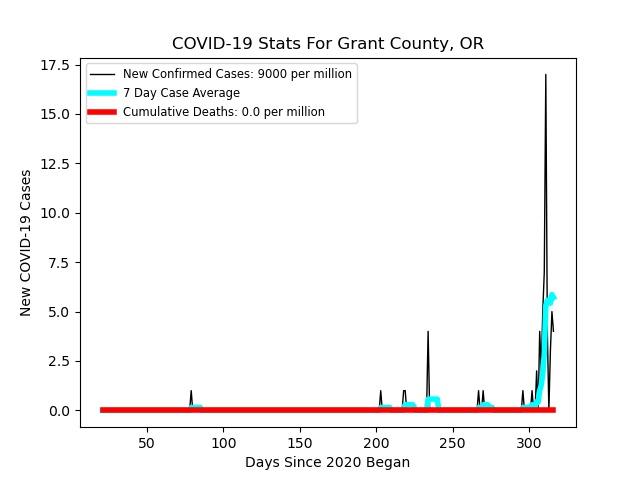 COVID-19 Stats For Grant County, OR
New Confirmed Cases: 9000 per million
7 Day Case Average
Cumulative Deaths: 0.0 per million
New COVID-19 Cases
17.5
15.0
12.5
10.0
7.5
5.0
2.5
0.0
50 100 150 200 250 300
Days Since 2020 Began